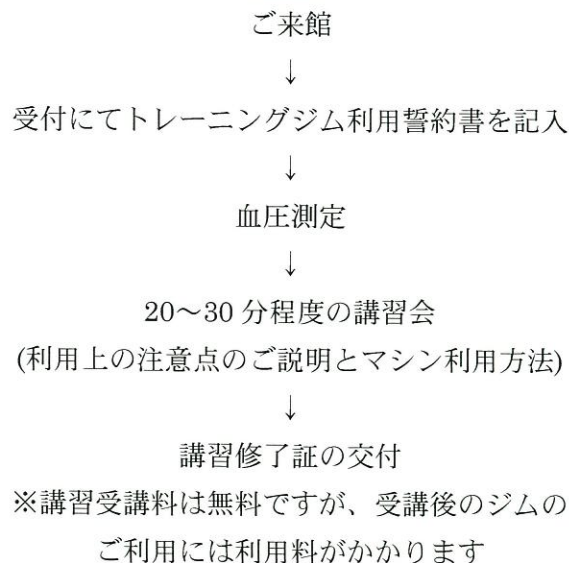 ご来館
↓
受付にてトレーニングジム利用誓約書を記入
↓
血圧測定
↓
20～30 分程度の講習会
(利用上の注意点のご説明とマシン利用方法)
↓
講習修了証の交付
※講習受講料は無料ですが、受講後のジムの
ご利用には利用料がかかります